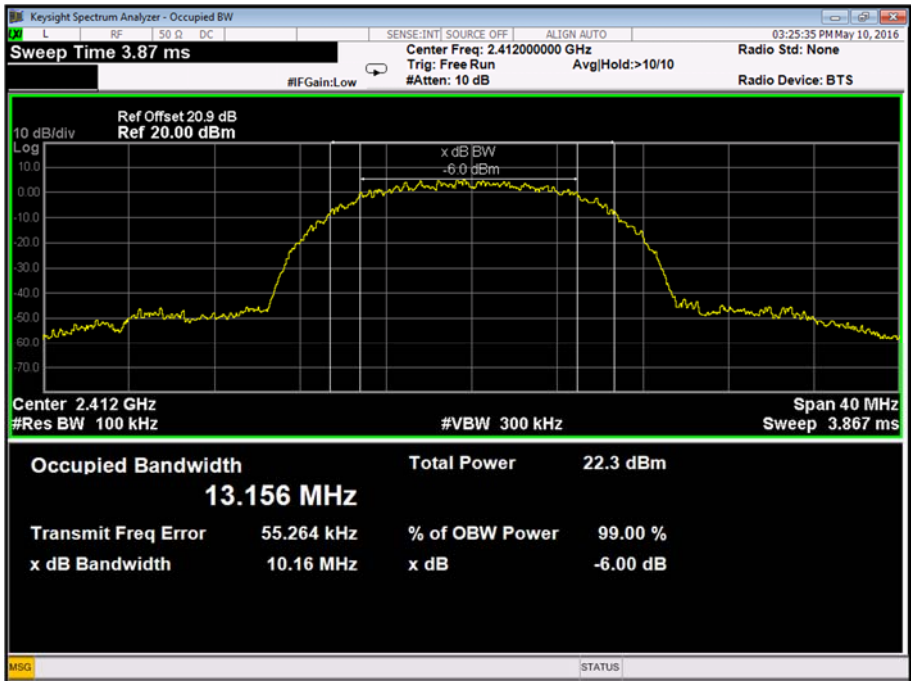 Keysight Spectrum Analyzer - Occupied BW
LXI L RF 50 Ω DC SENSE:INT SOURCE OFF ALIGN AUTO 03:25:35 PM May 10, 2016
Sweep Time 3.87 ms Center Freq: 2.412000000 GHz Radio Std: None
Trig: Free Run Avg|Hold:>10/10
#IFGain:Low #Atten: 10 dB Radio Device: BTS
Ref Offset 20.9 dB
10 dB/div Ref 20.00 dBm
Log
x dB BW
-6.0 dBm
10.0
0.00
-10.0
-20.0
-30.0
-40.0
-50.0
-60.0
-70.0
Center 2.412 GHz Span 40 MHz
#Res BW 100 kHz #VBW 300 kHz Sweep 3.867 ms
Occupied Bandwidth Total Power 22.3 dBm
13.156 MHz
Transmit Freq Error 55.264 kHz % of OBW Power 99.00 %
x dB Bandwidth 10.16 MHz x dB -6.00 dB
MSG STATUS